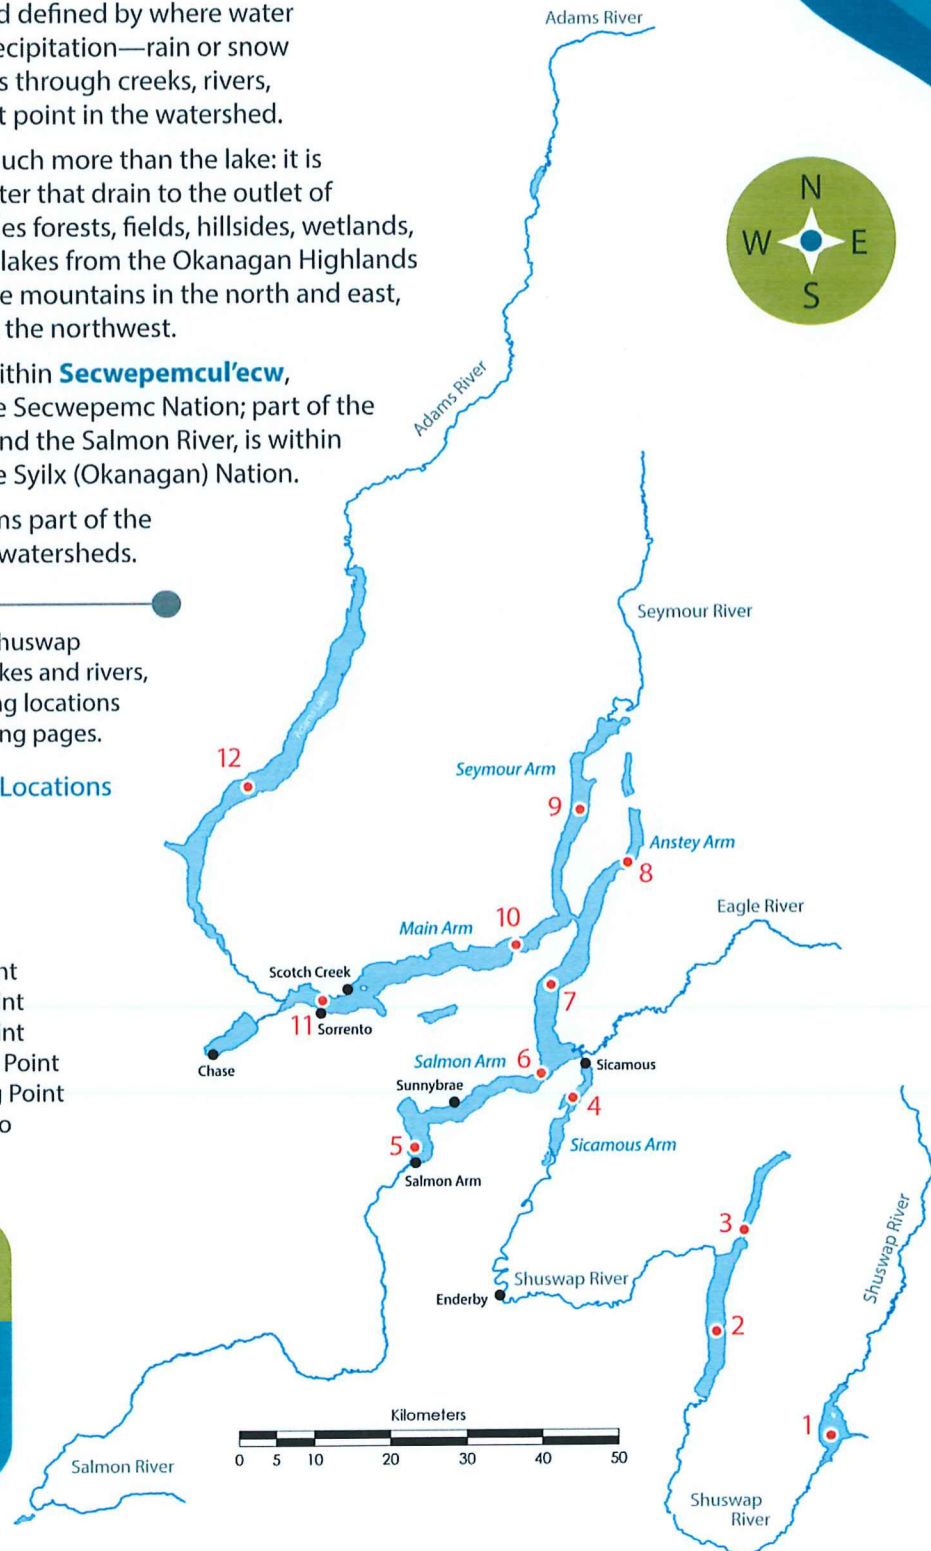 d defined by where water
ecipitation—rain or snow
s through creeks, rivers,
t point in the watershed.
uch more than the lake: it is
ter that drain to the outlet of
es forests, fields, hillsides, wetlands,
lakes from the Okanagan Highlands
e mountains in the north and east,
the northwest.
ithin Secwepemcul'ecw,
e Secwepemc Nation; part of the
nd the Salmon River, is within
e Syilx (Okanagan) Nation.
ns part of the
watersheds.
huswap
kes and rivers,
ng locations
ng pages.
Locations
nt
nt
int
Point
g Point
o
Adams River
N
W E
S
Adams River
Seymour River
Adams Lake
12
Seymour Arm
9
Anstey Arm
8
Eagle River
10
Main Arm
Scotch Creek
7
11 Sorrento
Chase
Salmon Arm 6
Sicamous
Sunnybrae
4
5
Sicamous Arm
Salmon Arm
3
Shuswap River
Shuswap River
Enderby
2
Kilometers
0 5 10 20 30 40 50
1
Salmon River
Shuswap
River